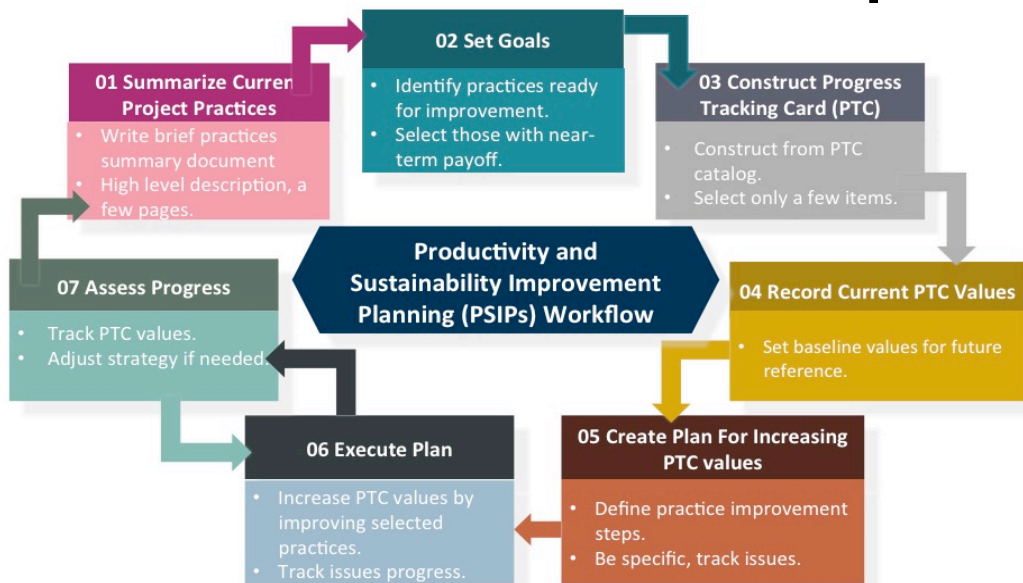 01 Summarize Current
Project Practices
• Write brief practices
summary document
• High level description, a
few pages.
02 Set Goals
• Identify practices ready
for improvement.
• Select those with near-
term payoff.
03 Construct Progress
Tracking Card (PTC)
• Construct from PTC
catalog.
• Select only a few items.
Productivity and
Sustainability Improvement
Planning (PSIPs) Workflow
04 Record Current PTC Values
• Set baseline values for future
reference.
05 Create Plan For Increasing
PTC values
• Define practice improvement
steps.
• Be specific, track issues.
06 Execute Plan
• Increase PTC values by
improving selected
practices.
• Track issues progress.
07 Assess Progress
• Track PTC values.
• Adjust strategy if needed.